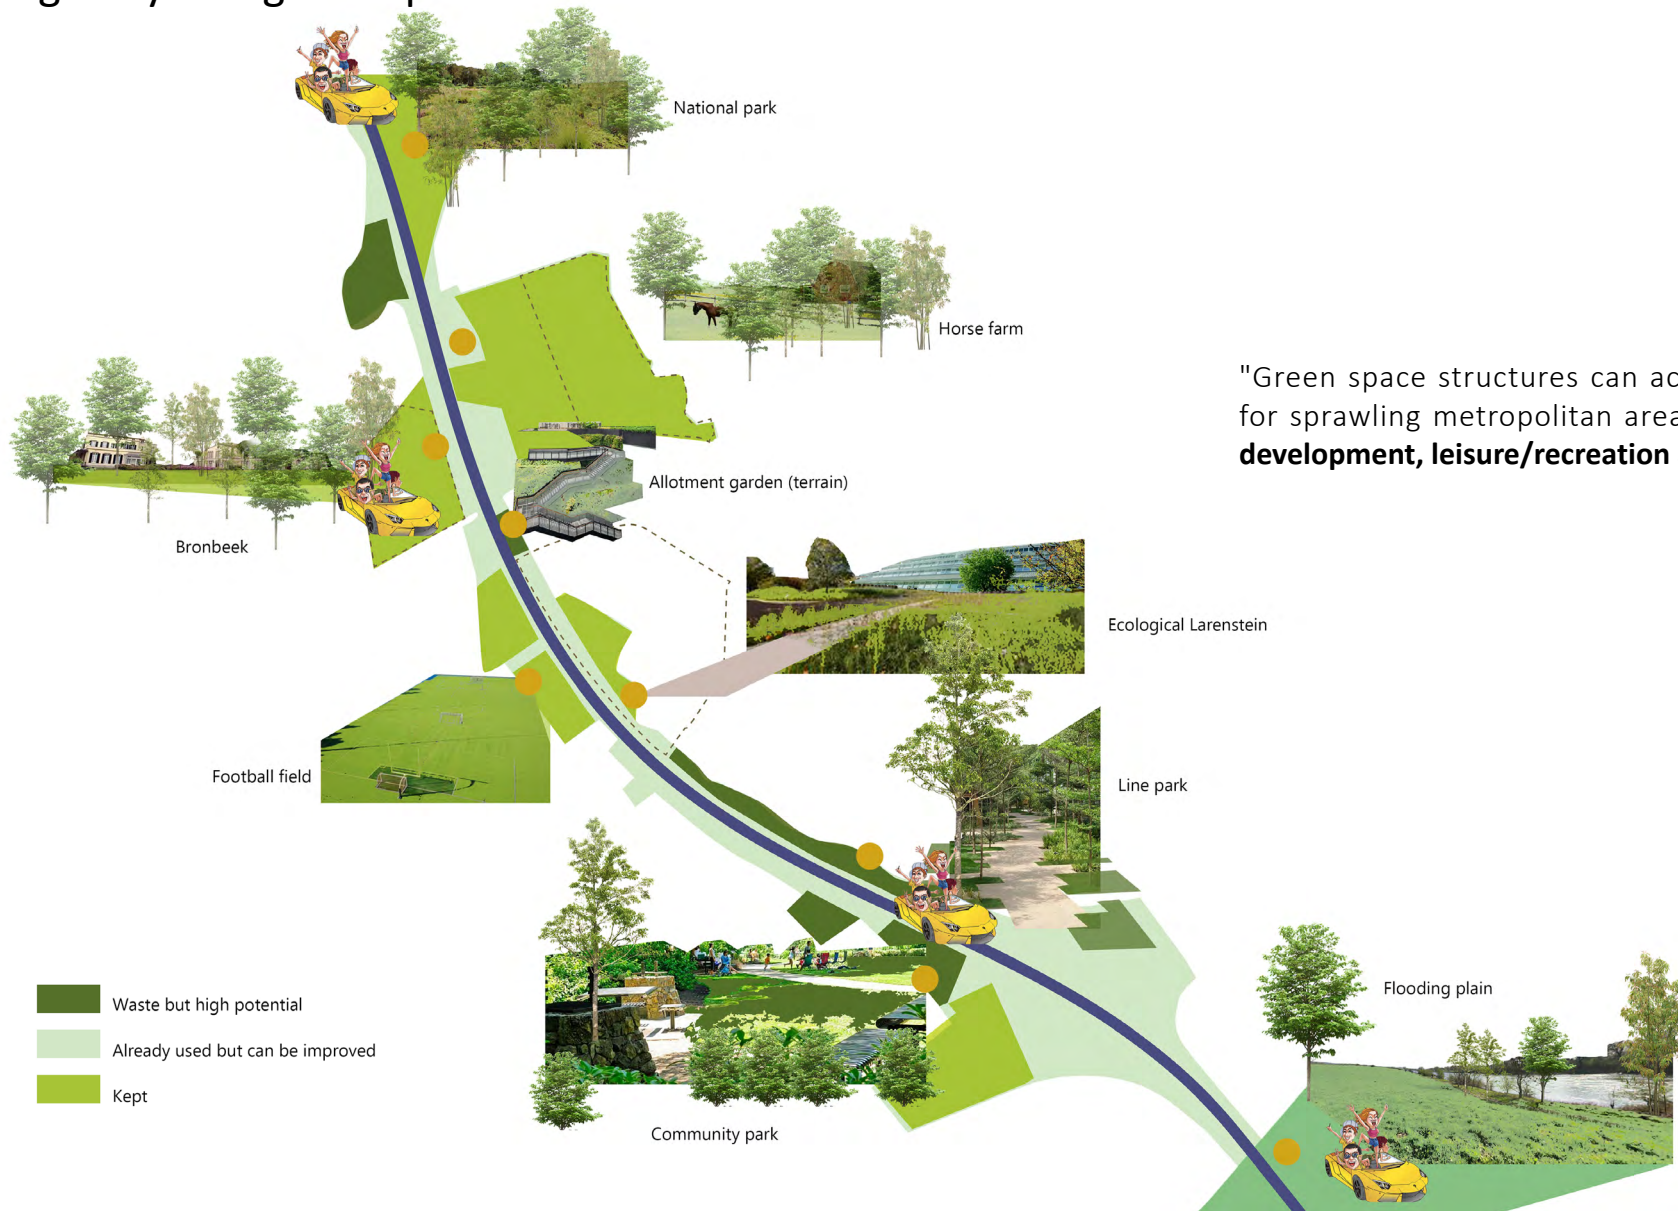 National park
Horse farm
"Green space structures can
for sprawling metropolitan
development, leisure/recreation
Allotment garden (terrain)
Bronbeek
Ecological Larenstein
Football field
Line park
Waste but high potential
Already used but can be improved
Kept
Flooding plain
Community park